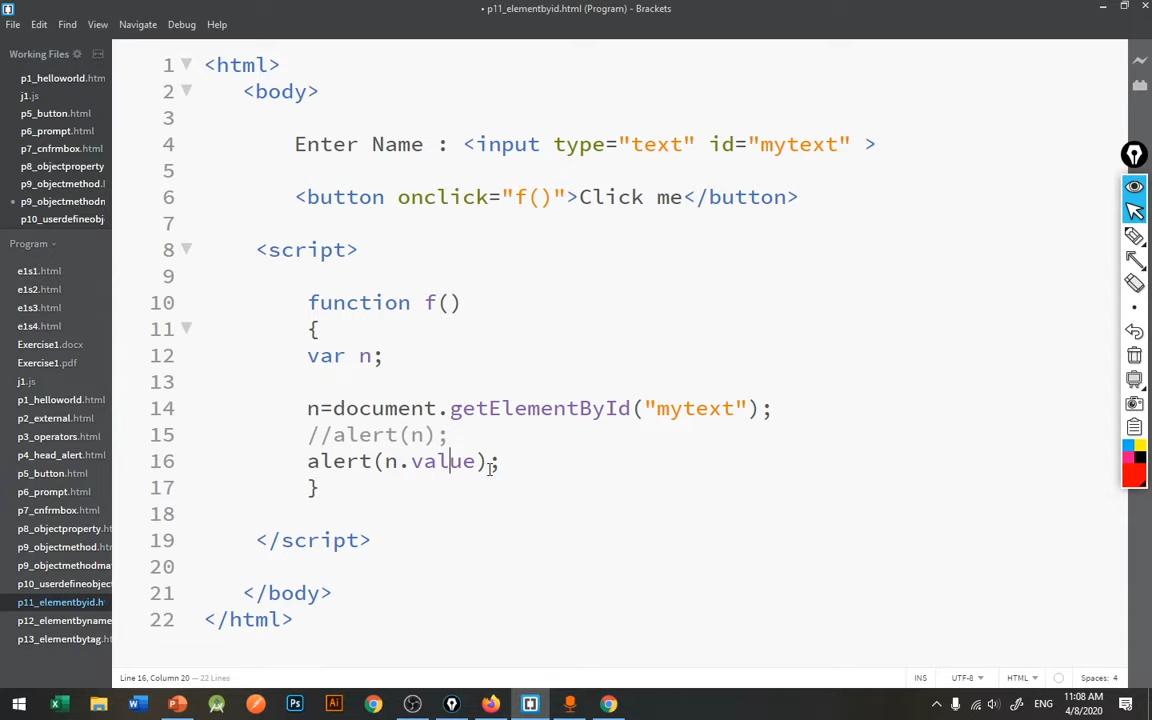 • p11_elementbyid.html (Program) - Brackets
File Edit Find View Navigate Debug Help
Working Files
p1_helloworld.htm
j1.js
p5_button.html
p6_prompt.html
p7_cnfrmbox.html
p8_objectproperty
p9_objectmethod.l
p9_objectmethodn
p10_userdefineobj
Program
e1s1.html
e1s2.html
e1s3.html
e1s4.html
Exercise1.docx
Exercise1.pdf
j1.js
p1_helloworld.html
p2_external.html
p3_operators.html
p4_head_alert.html
p5_button.html
p6_prompt.html
p7_cnfrmbox.html
p8_objectproperty.ht
p9_objectmethod.html
p9_objectmethodma
p10_userdefineobject
p11_elementbyid.h
p12_elementbyname
p13_elementbytag.ht
1 <html>
2 <body>
3
4 Enter Name : <input type="text" id="mytext" >
5
6 <button onclick="f()">Click me</button>
7
8 <script>
9
10 function f()
11 {
12 var n;
13
14 n=document.getElementById("mytext");
15 //alert(n);
16 alert(n.value);
17 }
18
19 </script>
20
21 </body>
22 </html>
Line 16, Column 20 — 22 Lines
INS UTF-8 HTML Spaces: 4
ENG
11:08 AM
4/8/2020